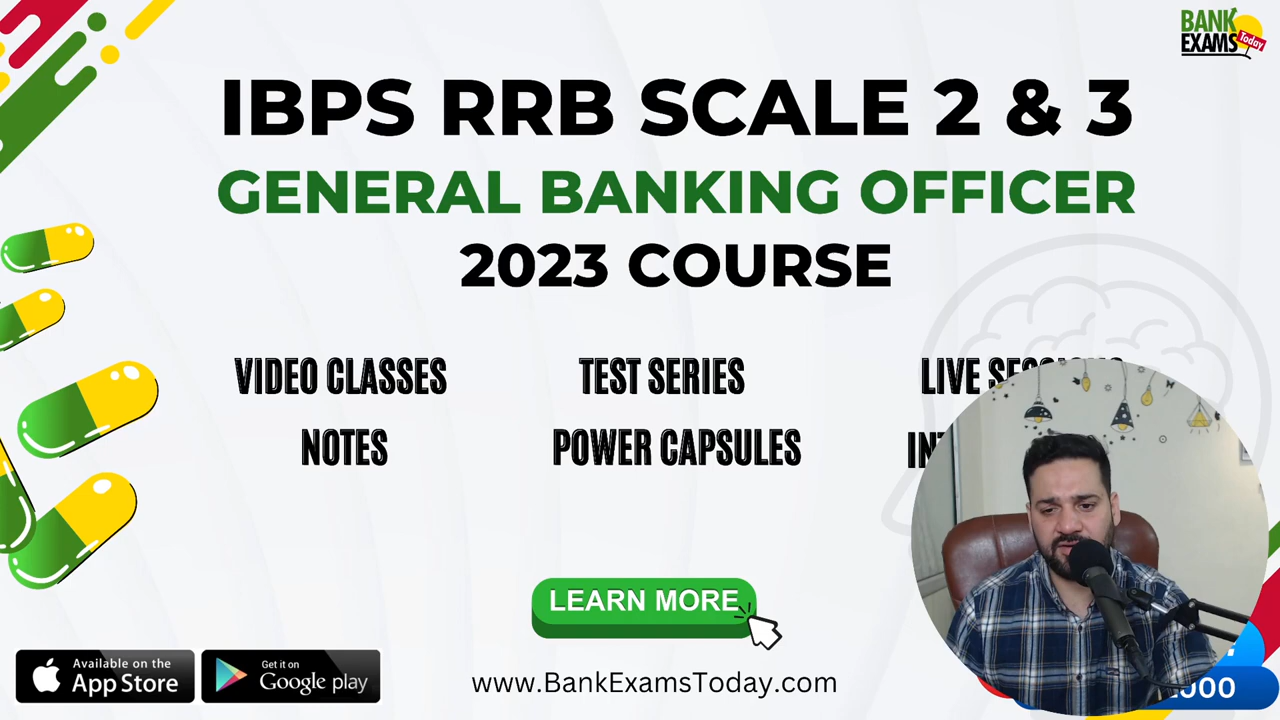 BANK
EXAMS
Today
IBPS RRB SCALE 2 & 3
GENERAL BANKING OFFICER
2023 COURSE
VIDEO CLASSES
TEST SERIES
LIVE
NOTES
POWER CAPSULES
LEARN MORE
Available on the
App Store
Get it on
Google play
www.BankExamsToday.com